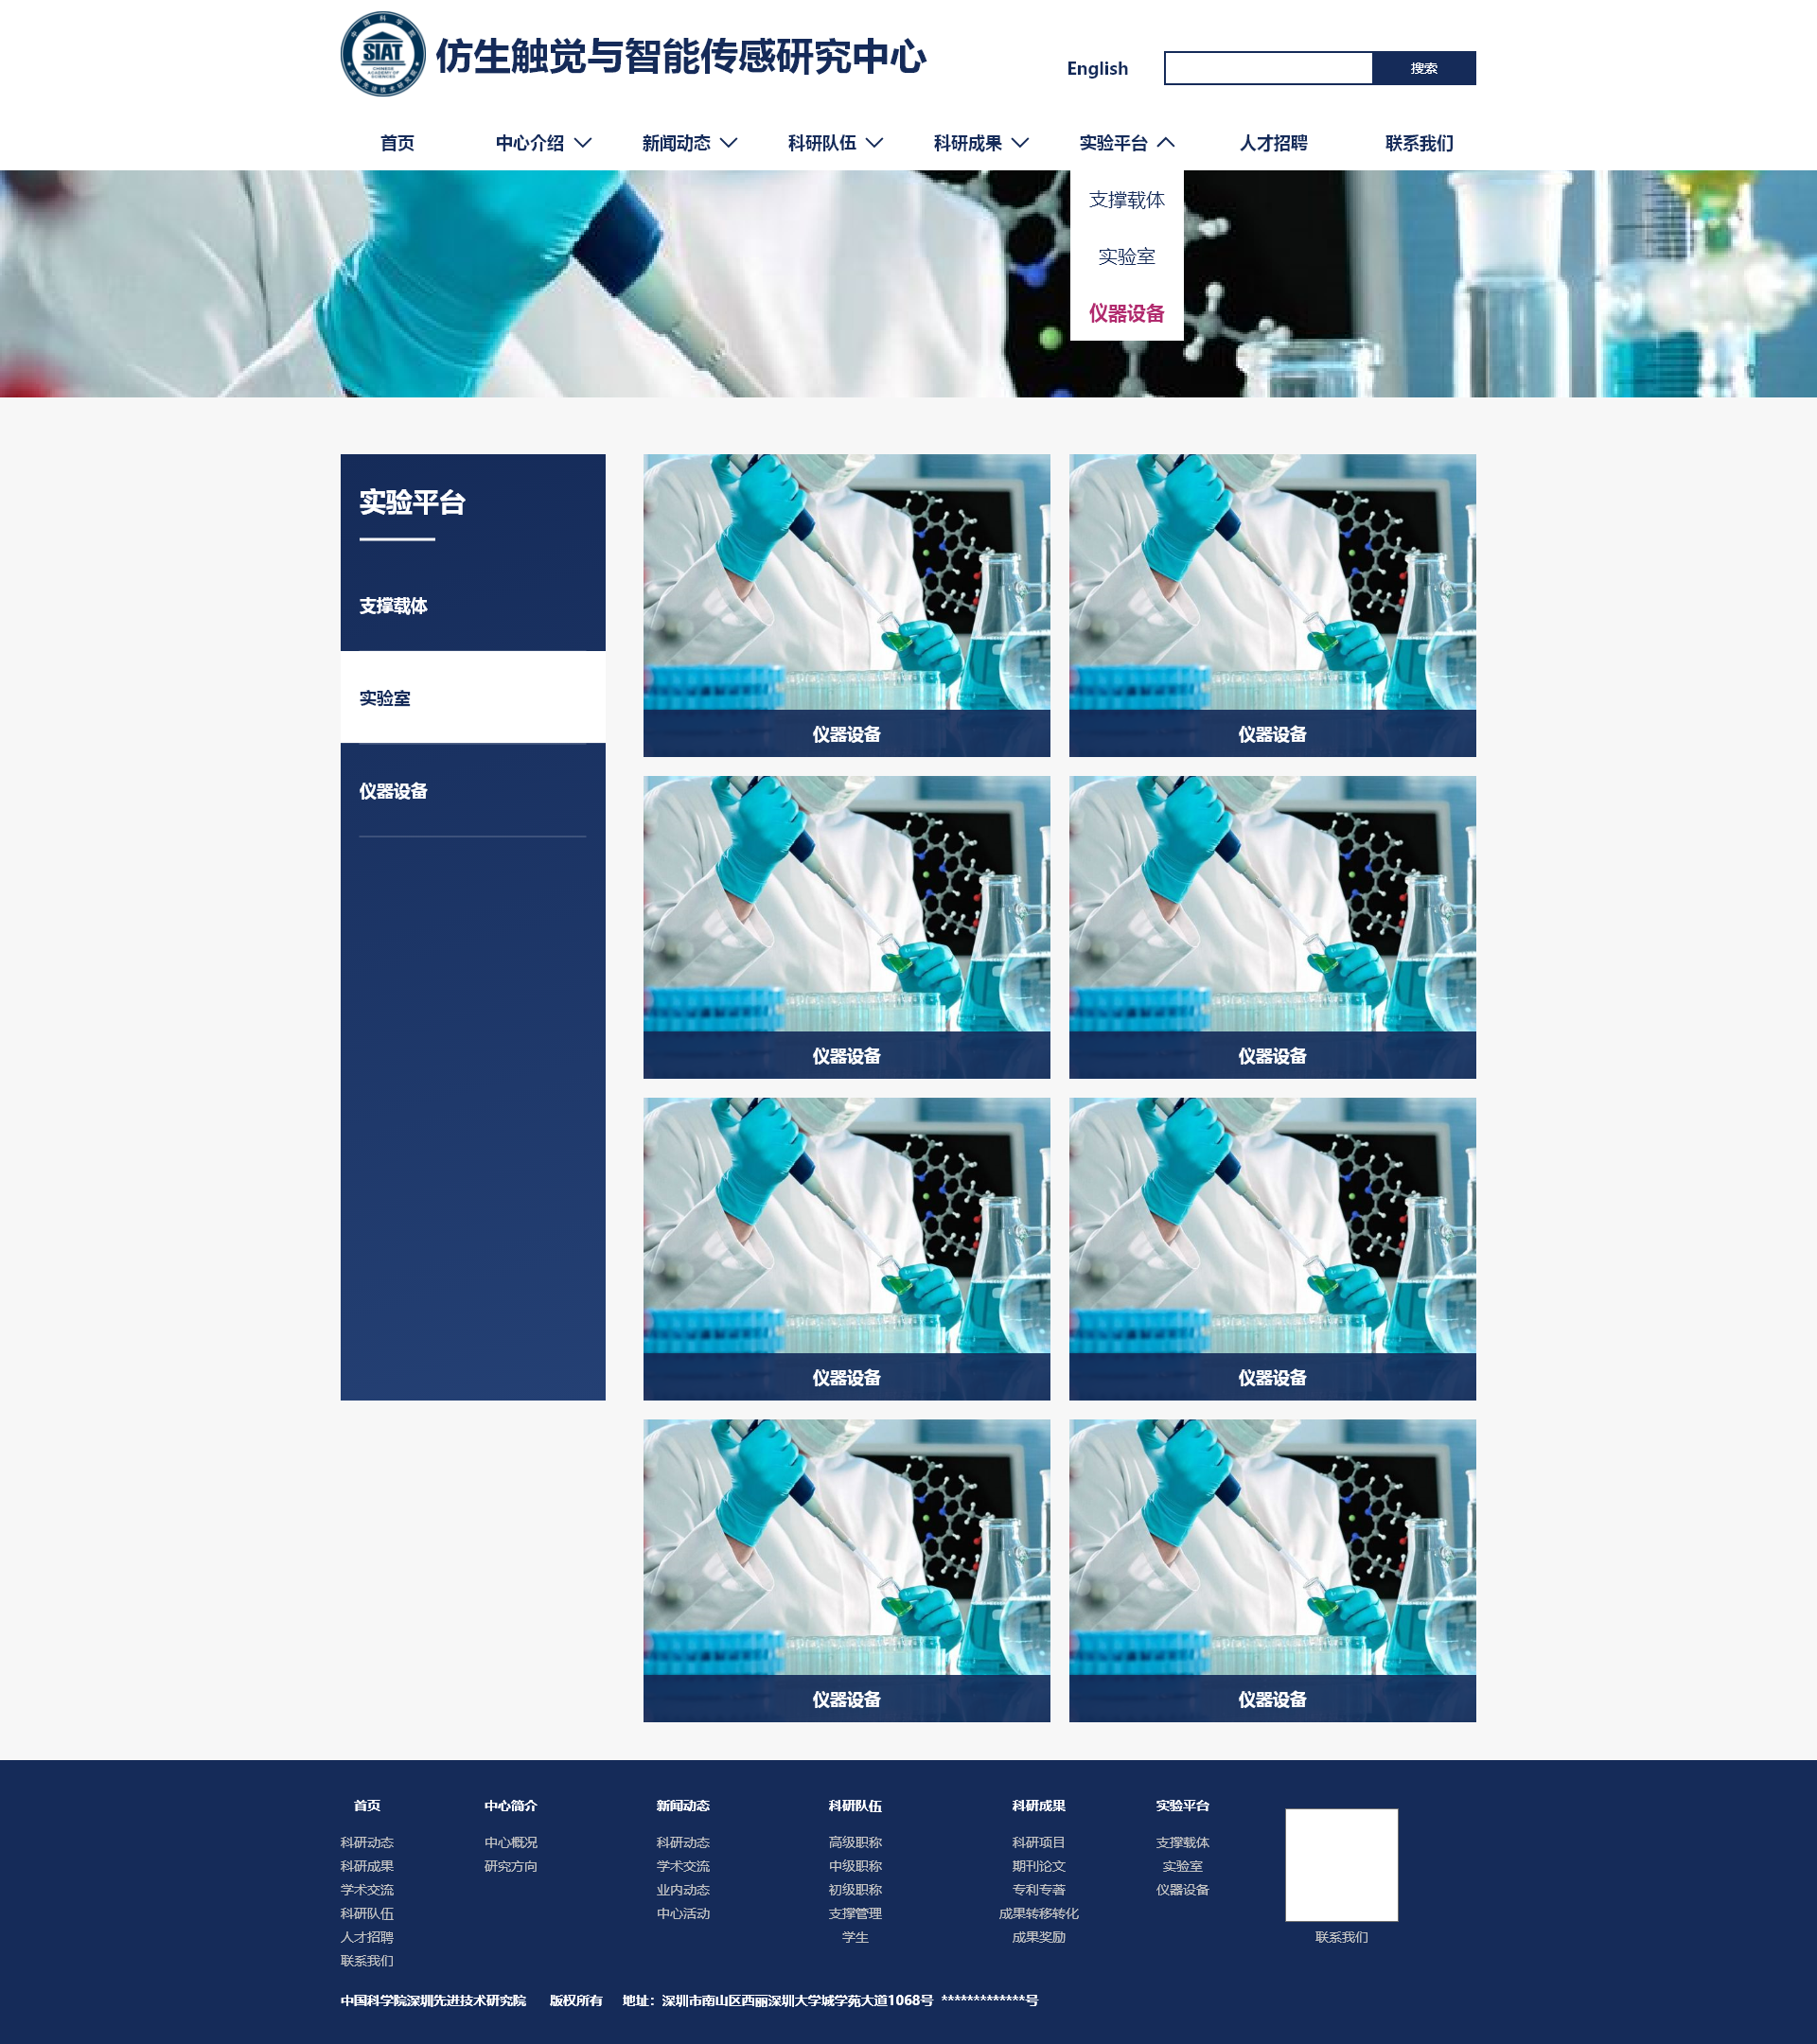 SIAT
CHINESE
ACADEMY OF
SCIENCES
仿生触觉与智能传感研究中心
English
搜索
首页 中心介绍 新闻动态 科研队伍 科研成果 实验平台 人才招聘 联系我们
支撑载体
实验室
仪器设备
实验平台
支撑载体
实验室
仪器设备
仪器设备 仪器设备
仪器设备 仪器设备
仪器设备 仪器设备
仪器设备 仪器设备
首页 中心简介 新闻动态 科研队伍 科研成果 实验平台
科研动态 中心概况 科研动态 高级职称 科研项目 支撑载体
科研成果 研究方向 学术交流 中级职称 期刊论文 实验室
学术交流 业内动态 初级职称 专利专著 仪器设备
科研队伍 中心活动 支撑管理 成果转移转化
人才招聘 学生 成果奖励 联系我们
联系我们
中国科学院深圳先进技术研究院 版权所有 地址：深圳市南山区西丽深圳大学城学苑大道1068号 *************号